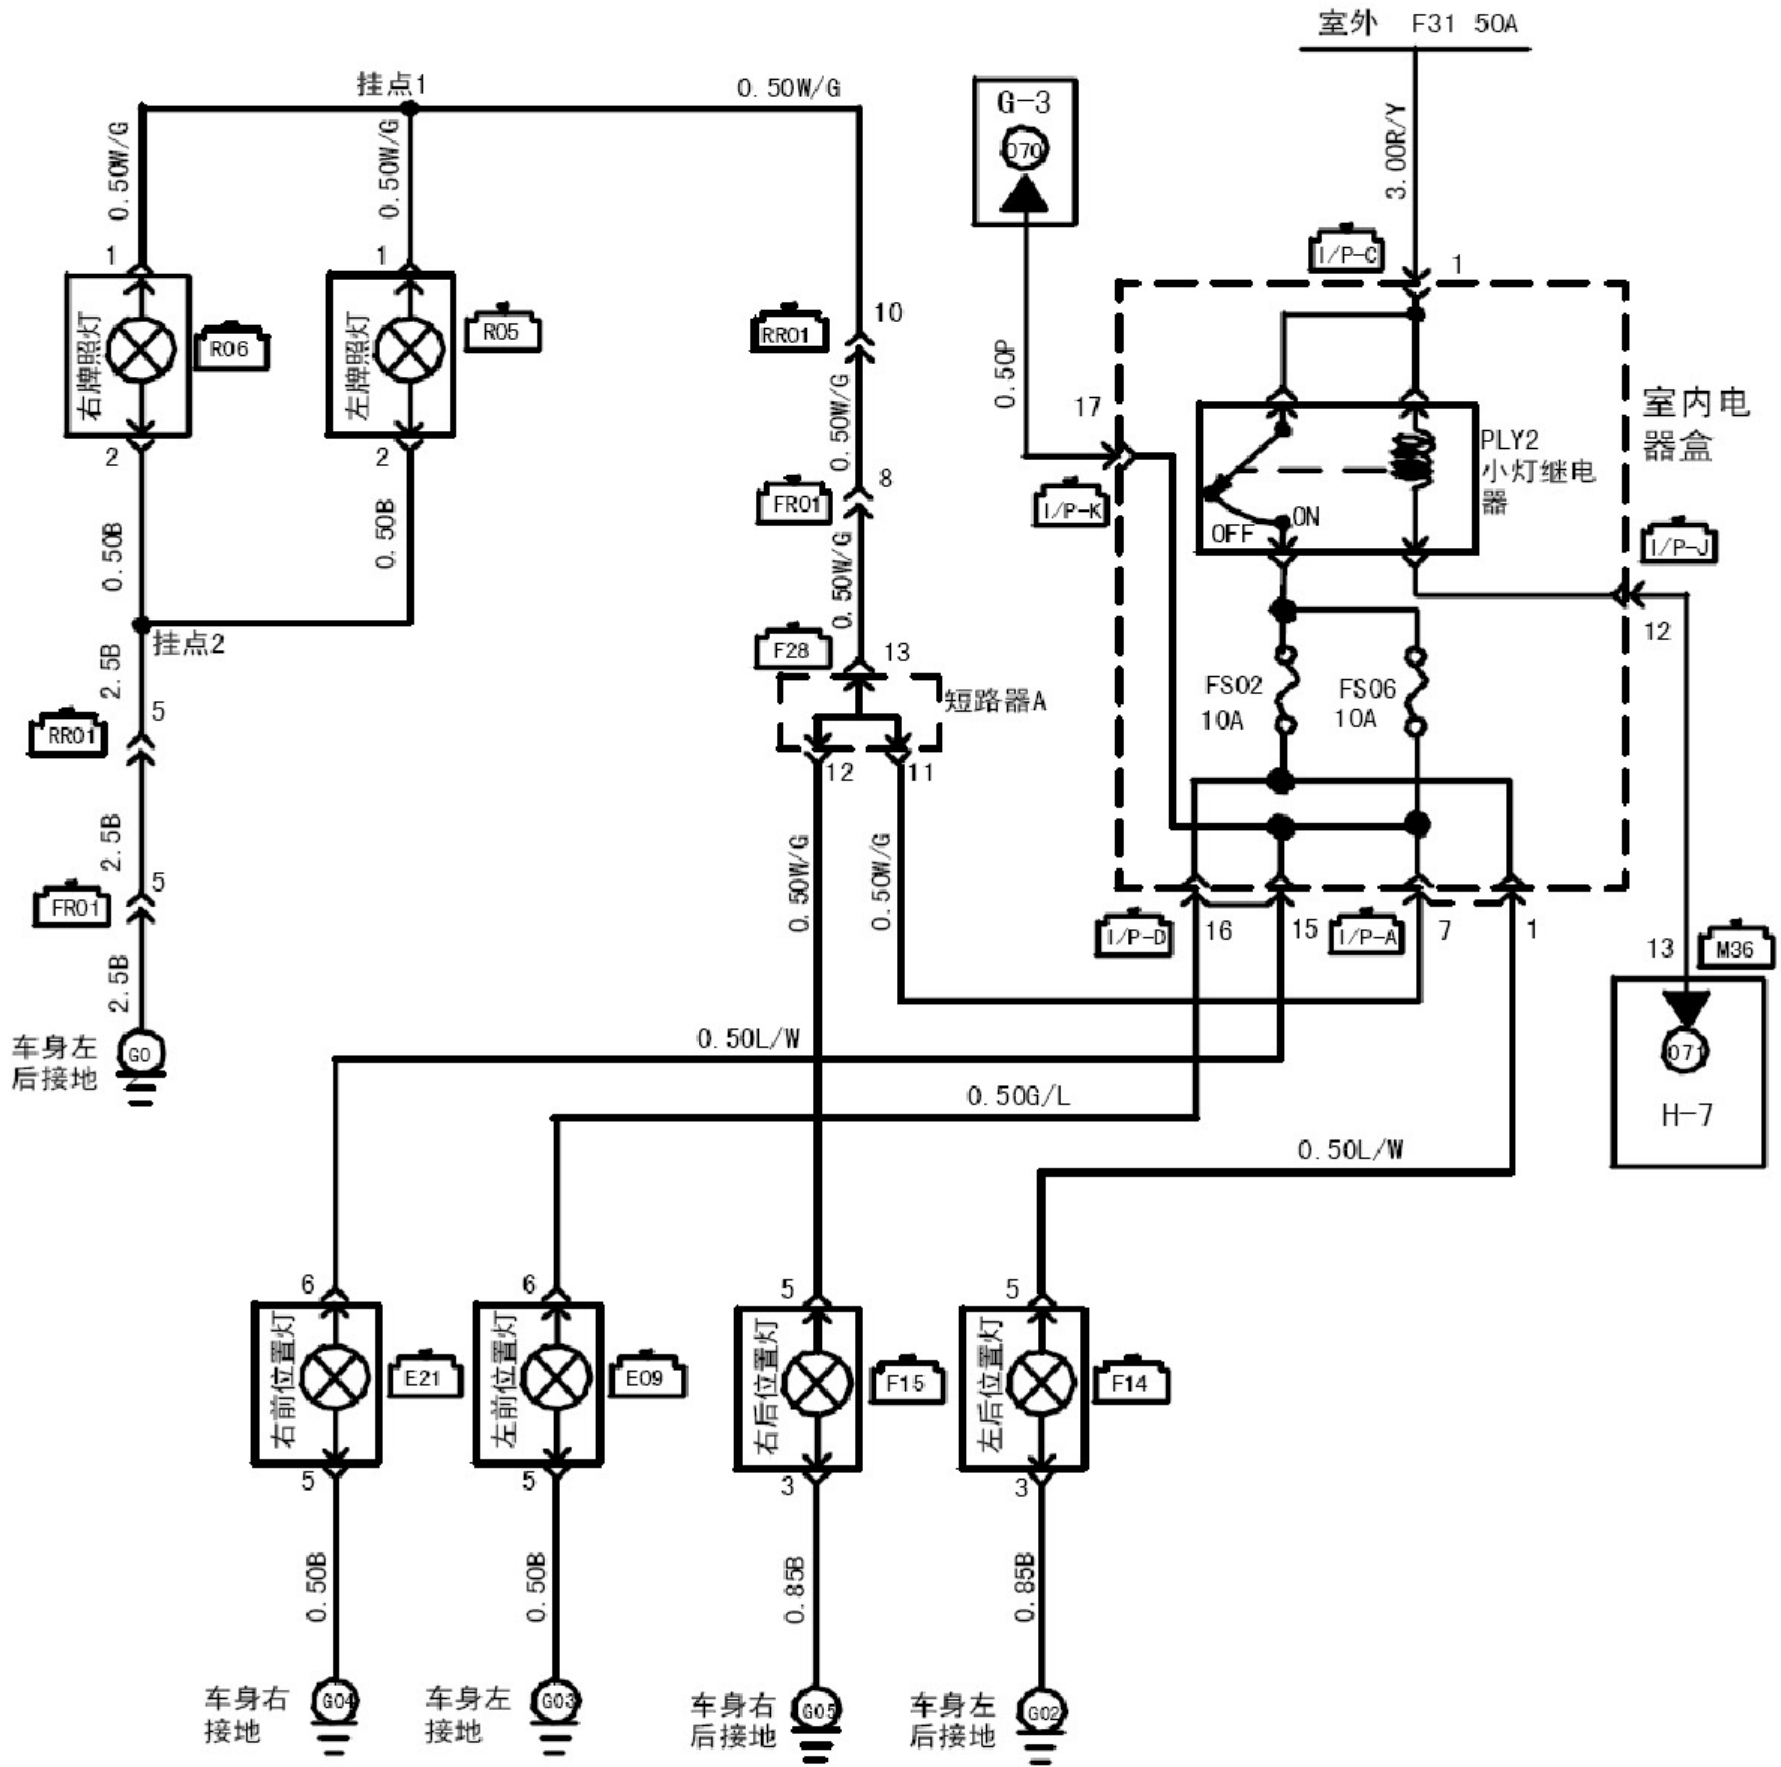 室外 F31 50A
挂点1
0.50W/G
G-3
070
0.50W/G
0.50W/G
3.00R/Y
I/P-C
1
1
1
右牌照灯
R06
左牌照灯
R05
RR01
10
0.50P
17
室内电
器盒
PLY2
小灯继电
器
2
2
0.50W/G
FR01
8
I/P-K
OFF
ON
I/P-J
0.50B
0.50B
0.50W/G
12
挂点2
F28
13
2.5B
短路器A
FS02
10A
FS06
10A
5
RR01
12
11
2.5B
0.50W/G
0.50W/G
5
FR01
I/P-D
16
15
I/P-A
7
1
13
M36
2.5B
车身左
后接地
G0
0.50L/W
071
H-7
0.50G/L
0.50L/W
6
6
5
5
右前位置灯
E21
左前位置灯
E09
右后位置灯
F15
左后位置灯
F14
5
5
3
3
0.50B
0.50B
0.85B
0.85B
车身右
接地
G04
车身左
接地
G03
车身右
后接地
G05
车身左
后接地
G02